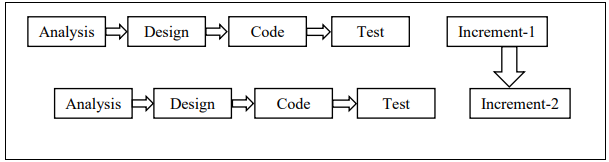 Analysis Design Code Test Increment-1
Analysis Design Code Test Increment-2